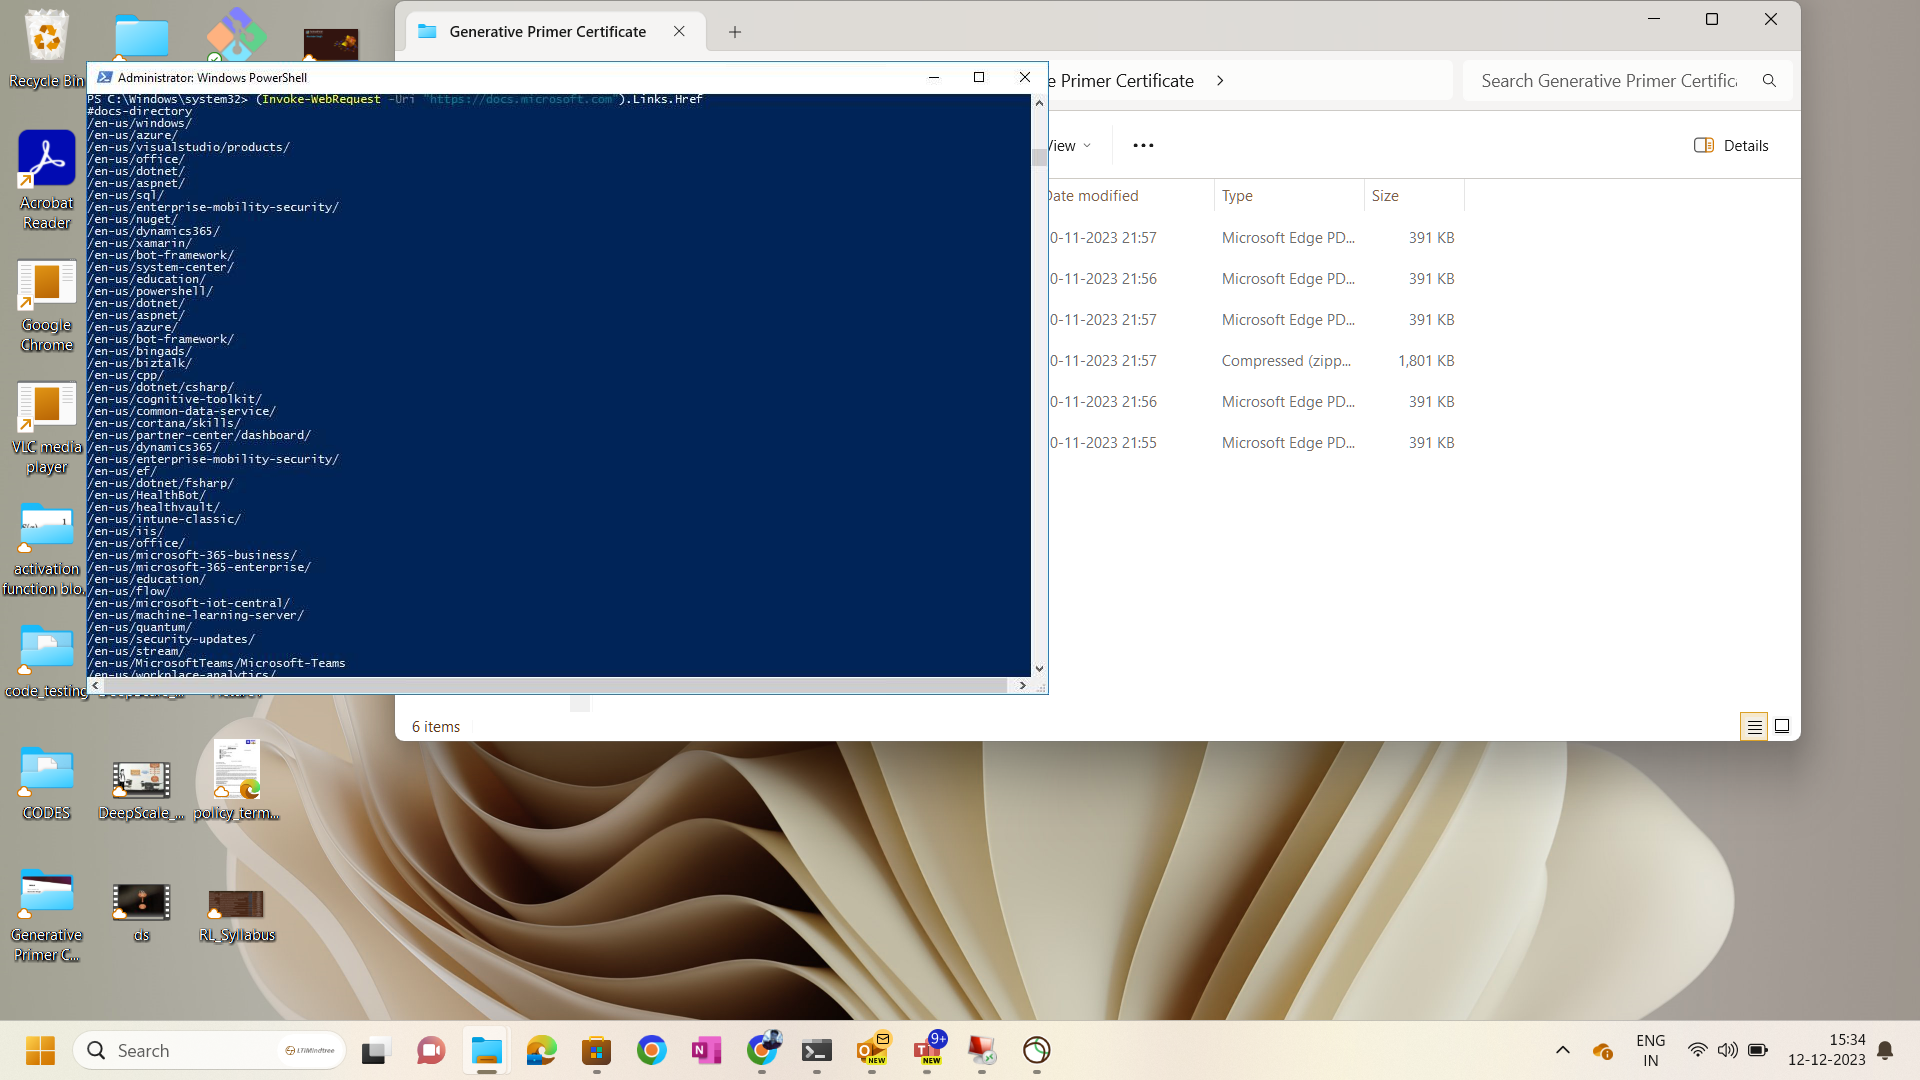 Recycle Bin
Acrobat
Reader
Google
Chrome
VLC media
player
activation
function blo...
code_testing
CODES
DeepScale_...
policy_term...
Generative
Primer C...
ds
RL_Syllabus
Generative Primer Certificate
e Primer Certificate
Search Generative Primer Certific
View
Details
Date modified
Type
Size
0-11-2023 21:57
Microsoft Edge PD...
391 KB
0-11-2023 21:56
Microsoft Edge PD...
391 KB
0-11-2023 21:57
Microsoft Edge PD...
391 KB
0-11-2023 21:57
Compressed (zipp...
1,801 KB
0-11-2023 21:56
Microsoft Edge PD...
391 KB
0-11-2023 21:55
Microsoft Edge PD...
391 KB
6 items
Administrator: Windows PowerShell
PS C:\Windows\system32> (Invoke-WebRequest -Uri "https://docs.microsoft.com").Links.Href
#docs-directory
/en-us/windows/
/en-us/azure/
/en-us/visualstudio/products/
/en-us/office/
/en-us/dotnet/
/en-us/aspnet/
/en-us/sql/
/en-us/enterprise-mobility-security/
/en-us/nuget/
/en-us/dynamics365/
/en-us/xamarin/
/en-us/bot-framework/
/en-us/system-center/
/en-us/education/
/en-us/powershell/
/en-us/dotnet/
/en-us/aspnet/
/en-us/azure/
/en-us/bot-framework/
/en-us/bingads/
/en-us/biztalk/
/en-us/cpp/
/en-us/dotnet/csharp/
/en-us/cognitive-toolkit/
/en-us/common-data-service/
/en-us/cortana/skills/
/en-us/partner-center/dashboard/
/en-us/dynamics365/
/en-us/enterprise-mobility-security/
/en-us/ef/
/en-us/dotnet/fsharp/
/en-us/HealthBot/
/en-us/healthvault/
/en-us/intune-classic/
/en-us/iis/
/en-us/office/
/en-us/microsoft-365-business/
/en-us/microsoft-365-enterprise/
/en-us/education/
/en-us/flow/
/en-us/microsoft-iot-central/
/en-us/machine-learning-server/
/en-us/quantum/
/en-us/security-updates/
/en-us/stream/
/en-us/MicrosoftTeams/Microsoft-Teams
/en-us/workplace-analytics/
Search
LTIMindtree
NEW
9+
NEW
ENG
IN
15:34
12-12-2023